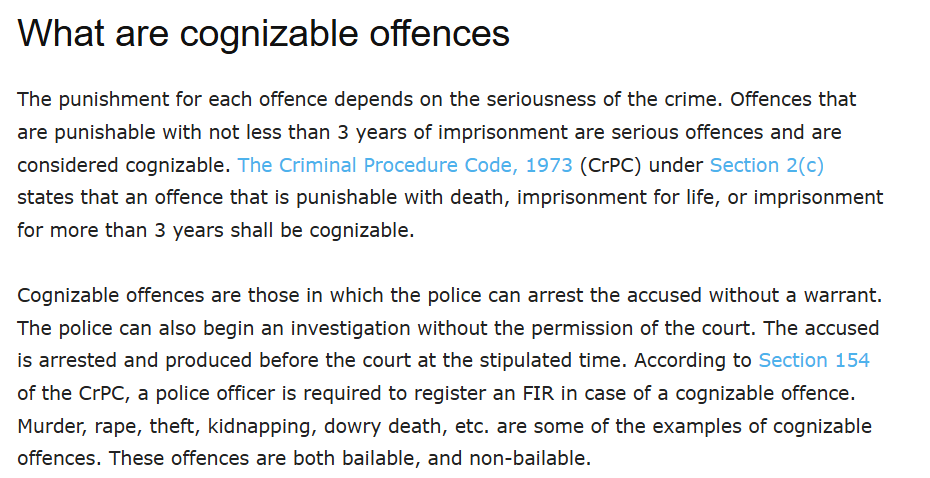 What are cognizable offences
The punishment for each offence depends on the seriousness of the crime. Offences that
are punishable with not less than 3 years of imprisonment are serious offences and are
considered cognizable. The Criminal Procedure Code, 1973 (CrPC) under Section 2(c)
states that an offence that is punishable with death, imprisonment for life, or imprisonment
for more than 3 years shall be cognizable.
Cognizable offences are those in which the police can arrest the accused without a warrant.
The police can also begin an investigation without the permission of the court. The accused
is arrested and produced before the court at the stipulated time. According to Section 154
of the CrPC, a police officer is required to register an FIR in case of a cognizable offence.
Murder, rape, theft, kidnapping, dowry death, etc. are some of the examples of cognizable
offences. These offences are both bailable, and non-bailable.